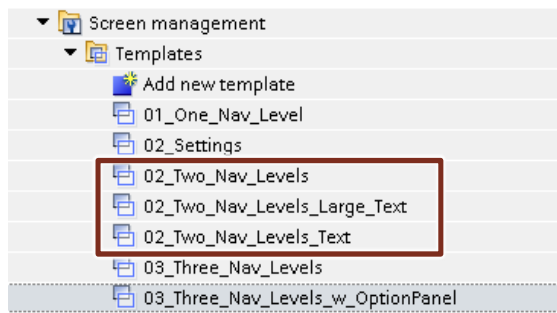 Screen management
Templates
Add new template
01_One_Nav_Level
02_Settings
02_Two_Nav_Levels
02_Two_Nav_Levels_Large_Text
02_Two_Nav_Levels_Text
03_Three_Nav_Levels
03_Three_Nav_Levels_w_OptionPanel